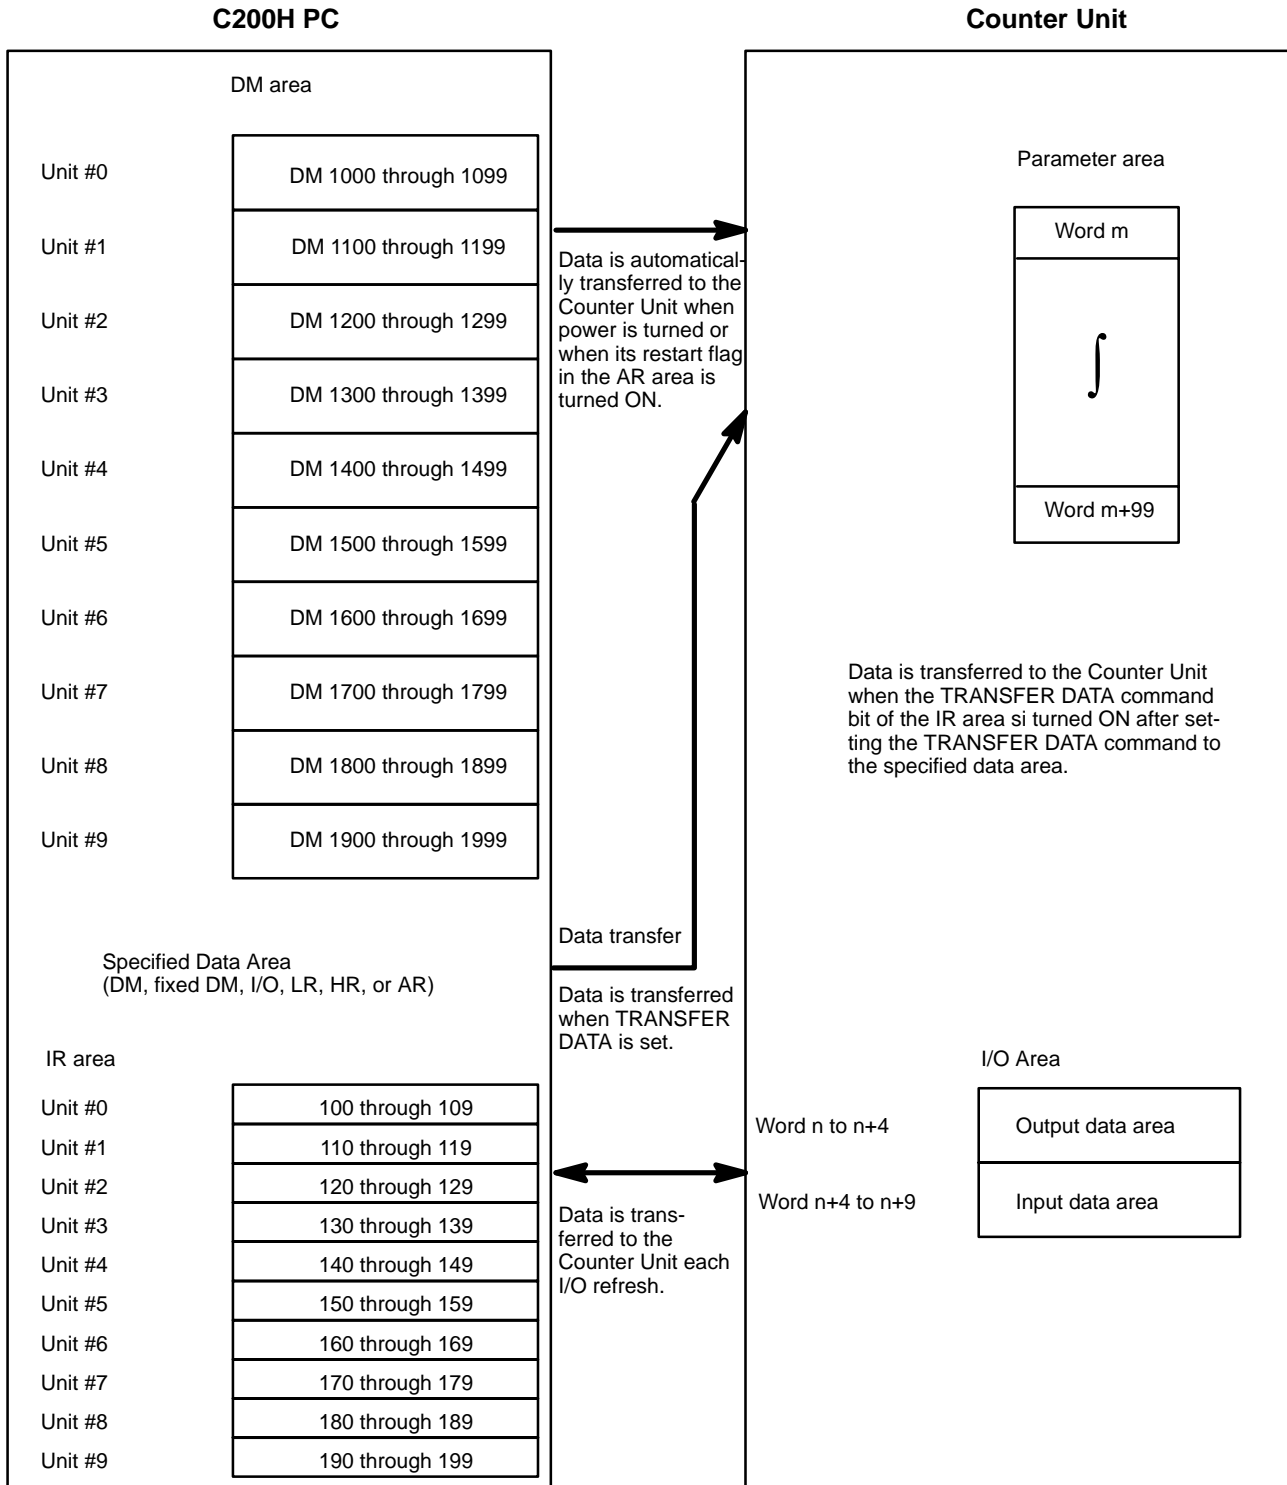 C200H PC
Counter Unit
DM area
Unit #0
DM 1000 through 1099
Unit #1
DM 1100 through 1199
Unit #2
DM 1200 through 1299
Unit #3
DM 1300 through 1399
Unit #4
DM 1400 through 1499
Unit #5
DM 1500 through 1599
Unit #6
DM 1600 through 1699
Unit #7
DM 1700 through 1799
Unit #8
DM 1800 through 1899
Unit #9
DM 1900 through 1999
Data is automatical-
ly transferred to the
Counter Unit when
power is turned or
when its restart flag
in the AR area is
turned ON.
Parameter area
Word m
∫
Word m+99
Data is transferred to the Counter Unit
when the TRANSFER DATA command
bit of the IR area si turned ON after set-
ting the TRANSFER DATA command to
the specified data area.
Specified Data Area
(DM, fixed DM, I/O, LR, HR, or AR)
Data transfer
Data is transferred
when TRANSFER
DATA is set.
IR area
Unit #0
100 through 109
Unit #1
110 through 119
Unit #2
120 through 129
Unit #3
130 through 139
Unit #4
140 through 149
Unit #5
150 through 159
Unit #6
160 through 169
Unit #7
170 through 179
Unit #8
180 through 189
Unit #9
190 through 199
Data is trans-
ferred to the
Counter Unit each
I/O refresh.
I/O Area
Word n to n+4
Output data area
Word n+4 to n+9
Input data area